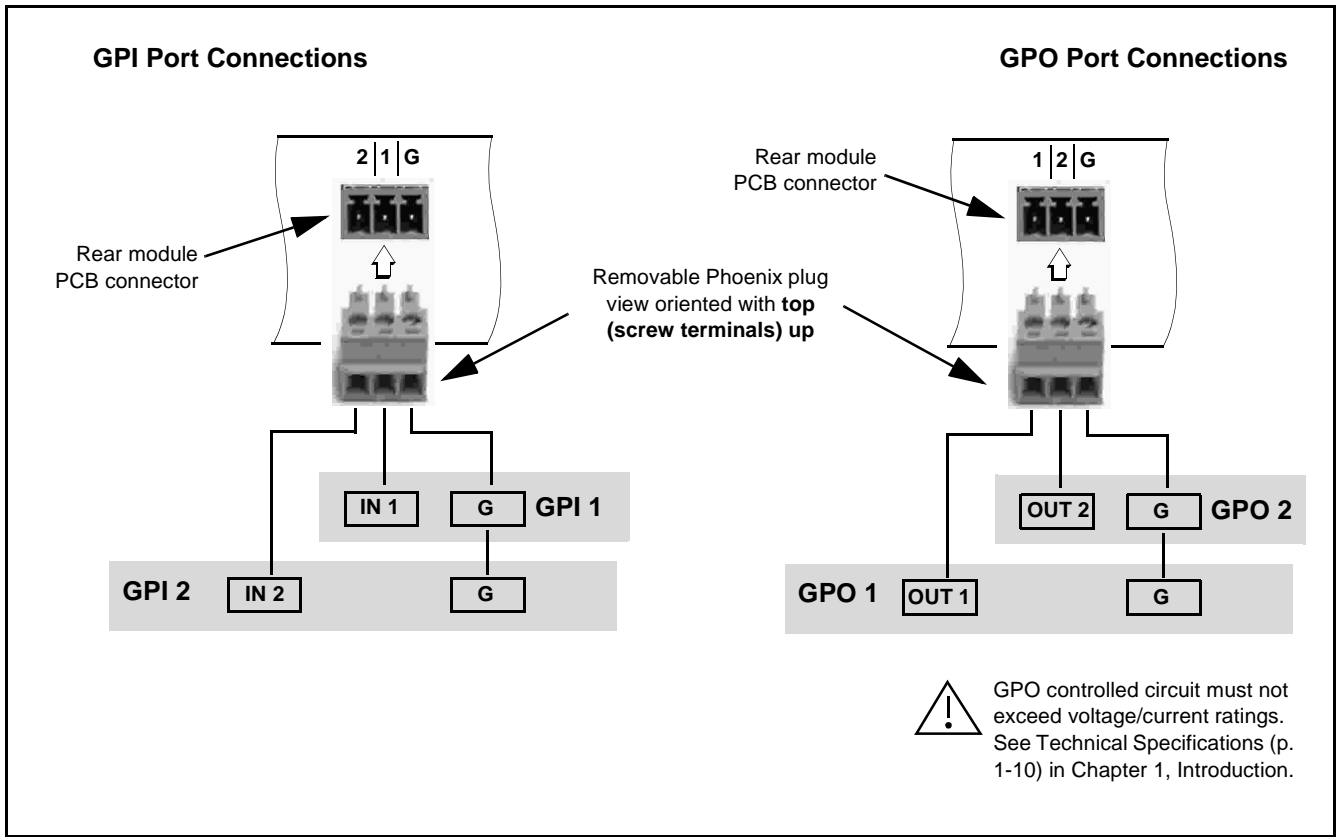 GPI Port Connections
GPO Port Connections
2 1 G
Rear module
PCB connector
Removable Phoenix plug
view oriented with top
(screw terminals) up
Rear module
PCB connector
1 2 G
IN 1
G
GPI 1
GPI 2
IN 2
G
OUT 2
G
GPO 2
GPO 1
OUT 1
G
GPO controlled circuit must not
exceed voltage/current ratings.
See Technical Specifications (p.
1-10) in Chapter 1, Introduction.